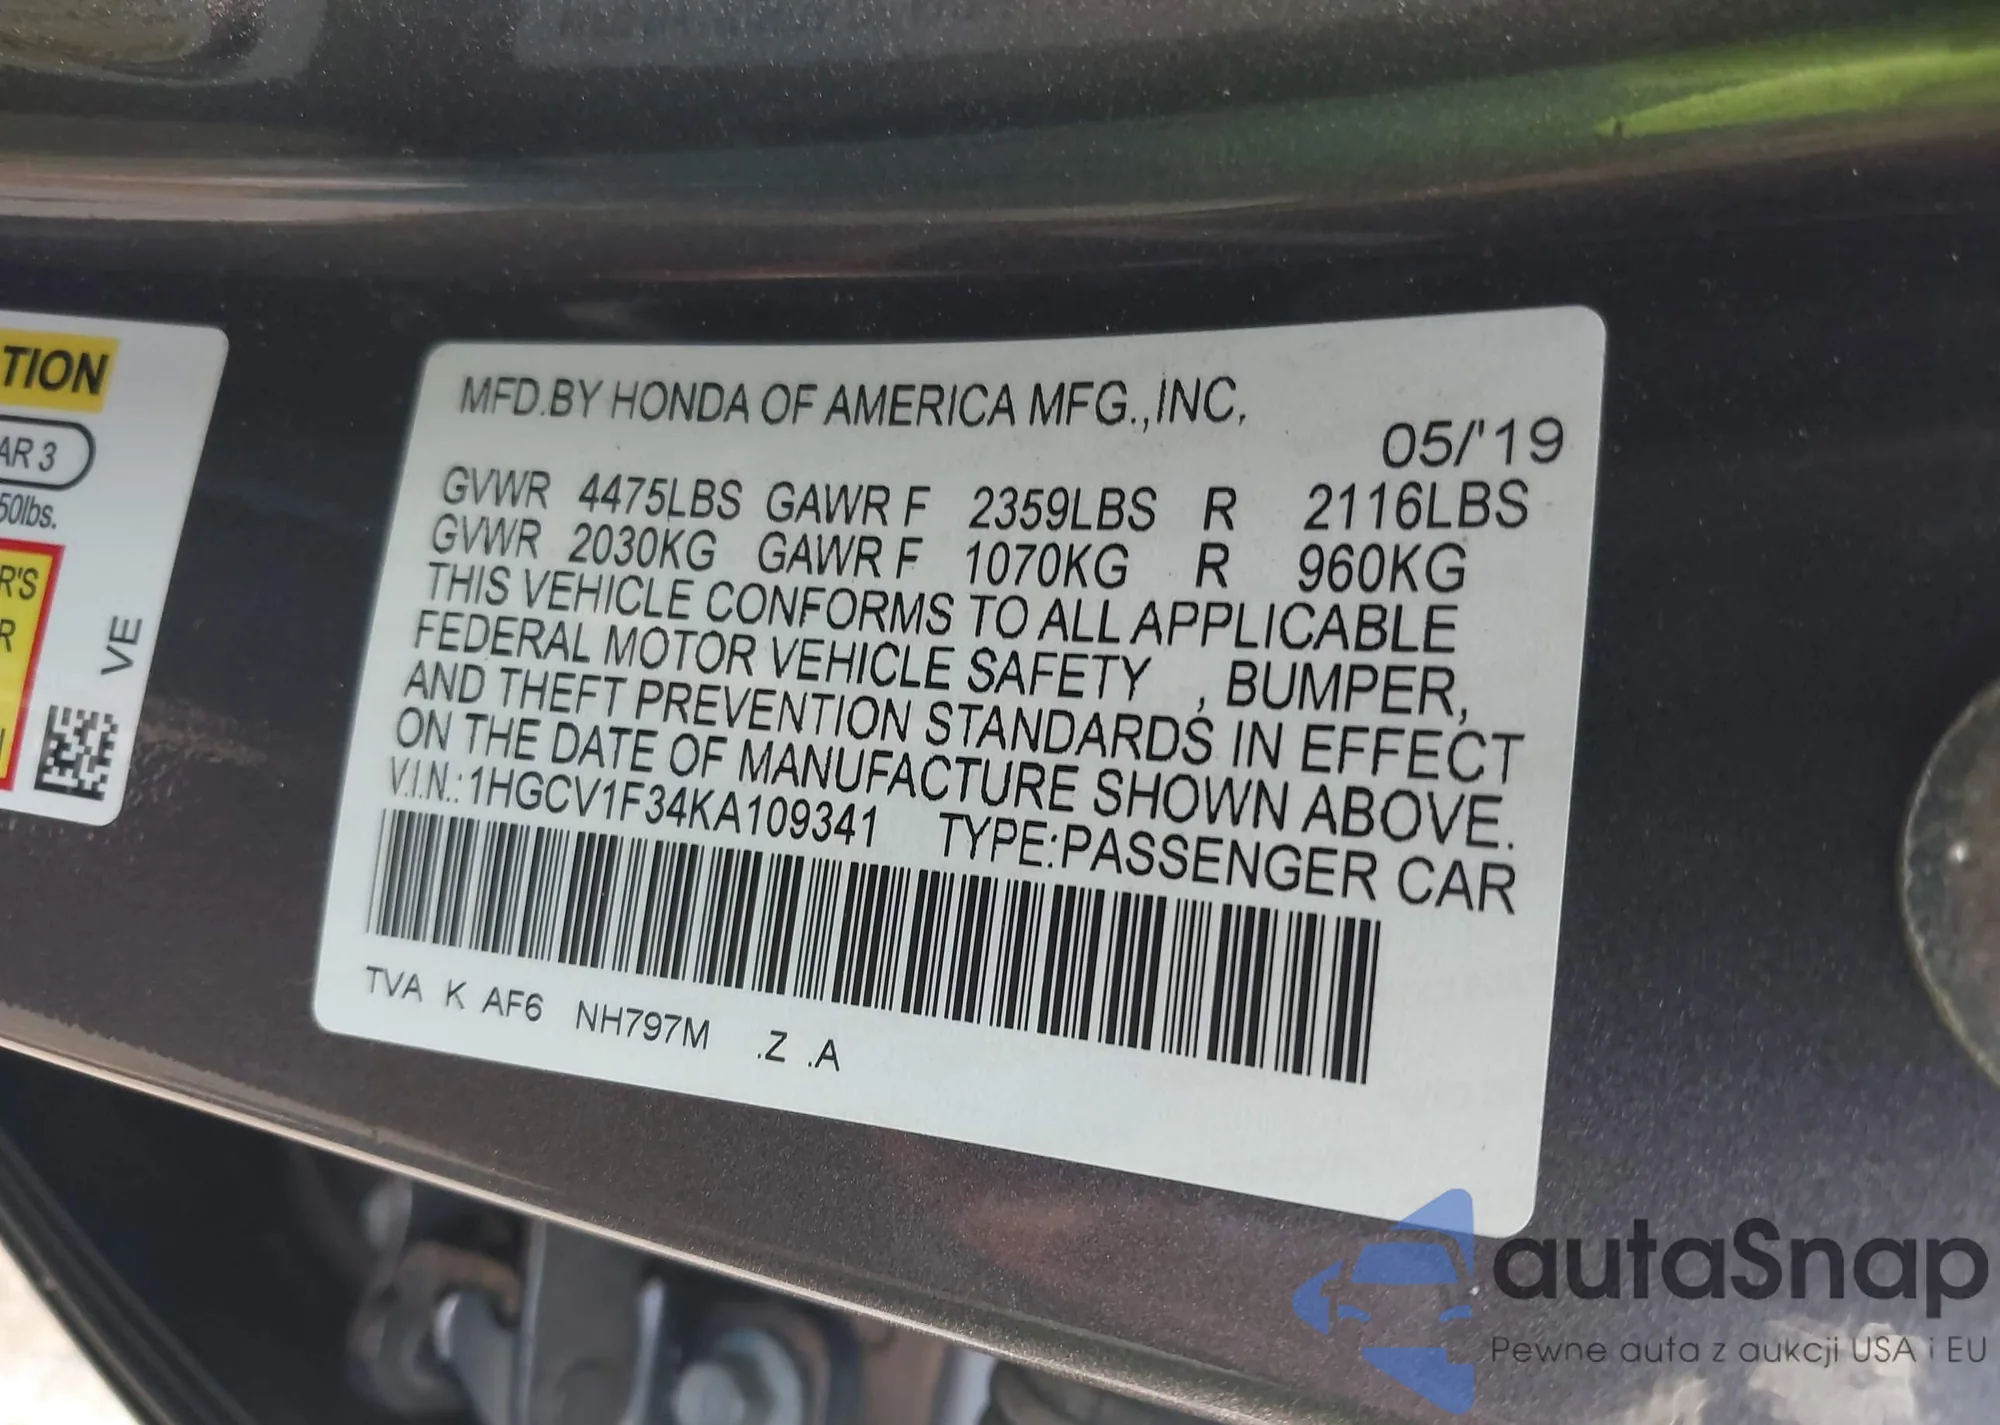 TION
AR 3
50lbs.
R'S
R
VE
MFD.BY HONDA OF AMERICA MFG.,INC.
05/'19
GVWR 4475LBS GAWR F 2359LBS R 2116LBS
GVWR 2030KG GAWR F 1070KG R 960KG
THIS VEHICLE CONFORMS TO ALL APPLICABLE
FEDERAL MOTOR VEHICLE SAFETY , BUMPER,
AND THEFT PREVENTION STANDARDS IN EFFECT
ON THE DATE OF MANUFACTURE SHOWN ABOVE.
V.I.N.:1HGCV1F34KA109341 TYPE:PASSENGER CAR
TVA K AF6 NH797M .Z .A
autaSnap
Pewne auta z aukcji USA i EU